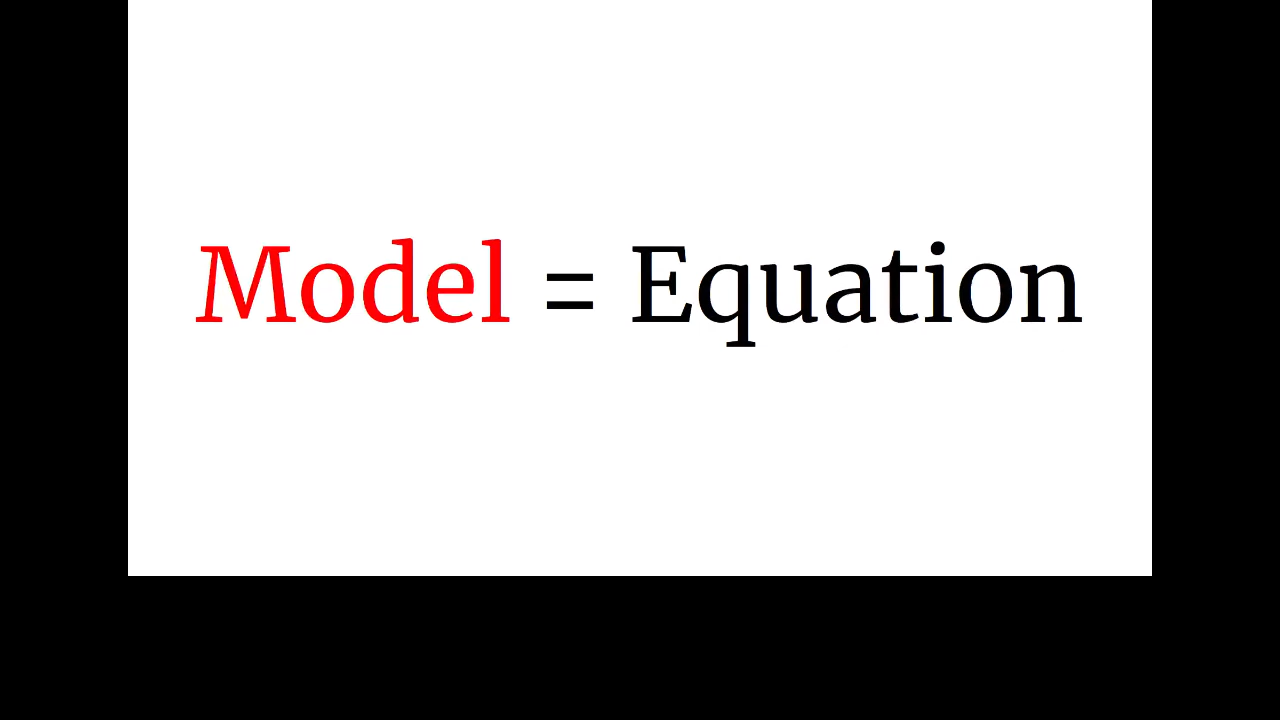 Model = Equation